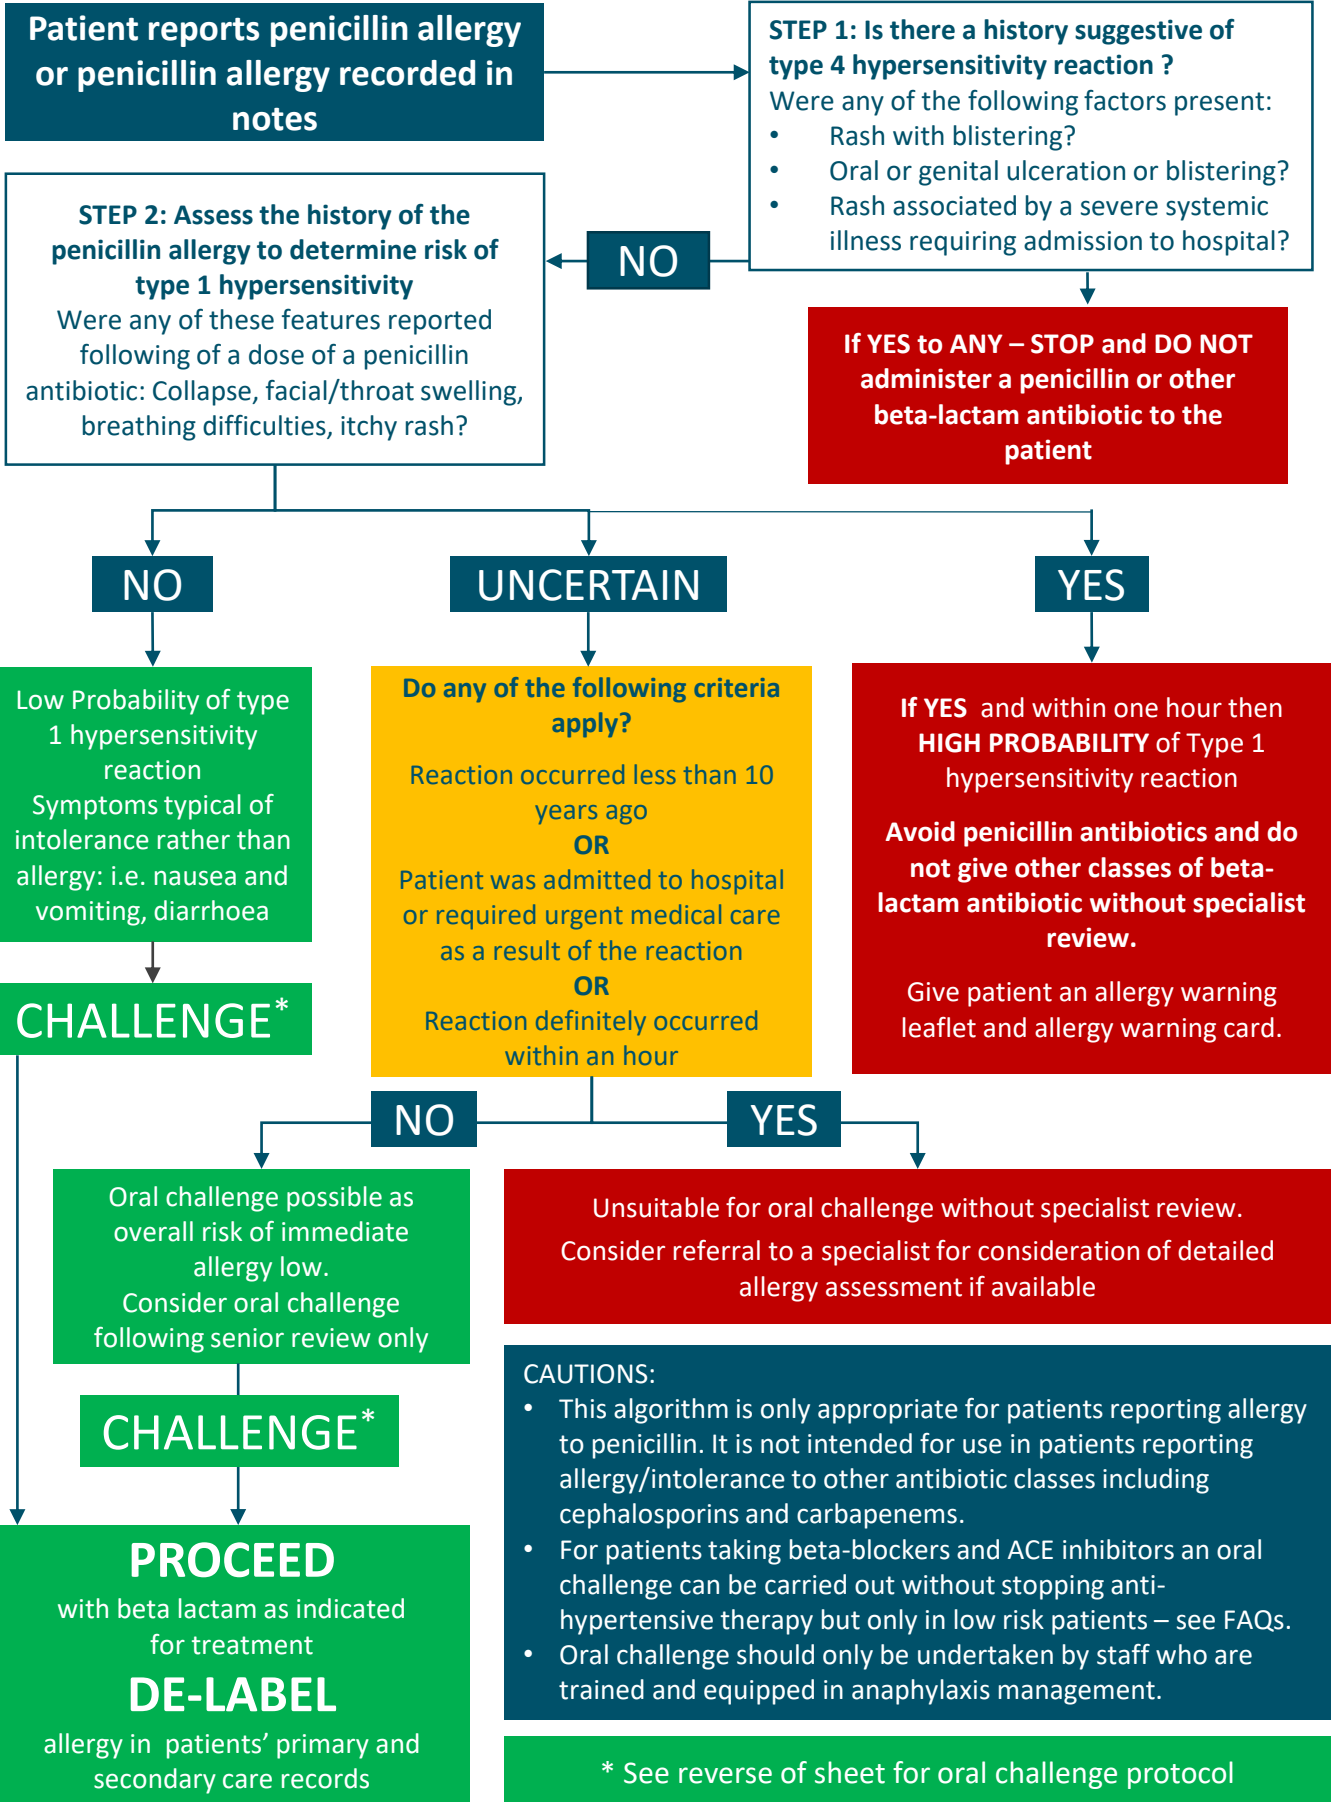 Patient reports penicillin allergy
or penicillin allergy recorded in
notes
STEP 1: Is there a history suggestive of
type 4 hypersensitivity reaction ?
Were any of the following factors present:
• Rash with blistering?
• Oral or genital ulceration or blistering?
• Rash associated by a severe systemic
illness requiring admission to hospital?
NO
If YES to ANY – STOP and DO NOT
administer a penicillin or other
beta-lactam antibiotic to the
patient
STEP 2: Assess the history of the
penicillin allergy to determine risk of
type 1 hypersensitivity
Were any of these features reported
following of a dose of a penicillin
antibiotic: Collapse, facial/throat swelling,
breathing difficulties, itchy rash?
NO
UNCERTAIN
YES
Low Probability of type
1 hypersensitivity
reaction
Symptoms typical of
intolerance rather than
allergy: i.e. nausea and
vomiting, diarrhoea
CHALLENGE*
Do any of the following criteria
apply?
Reaction occurred less than 10
years ago
OR
Patient was admitted to hospital
or required urgent medical care
as a result of the reaction
OR
Reaction definitely occurred
within an hour
If YES and within one hour then
HIGH PROBABILITY of Type 1
hypersensitivity reaction
Avoid penicillin antibiotics and do
not give other classes of beta-
lactam antibiotic without specialist
review.
Give patient an allergy warning
leaflet and allergy warning card.
NO
YES
Oral challenge possible as
overall risk of immediate
allergy low.
Consider oral challenge
following senior review only
CHALLENGE*
Unsuitable for oral challenge without specialist review.
Consider referral to a specialist for consideration of detailed
allergy assessment if available
PROCEED
with beta lactam as indicated
for treatment
DE-LABEL
allergy in patients’ primary and
secondary care records
CAUTIONS:
• This algorithm is only appropriate for patients reporting allergy
to penicillin. It is not intended for use in patients reporting
allergy/intolerance to other antibiotic classes including
cephalosporins and carbapenems.
• For patients taking beta-blockers and ACE inhibitors an oral
challenge can be carried out without stopping anti-
hypertensive therapy but only in low risk patients – see FAQs.
• Oral challenge should only be undertaken by staff who are
trained and equipped in anaphylaxis management.
* See reverse of sheet for oral challenge protocol